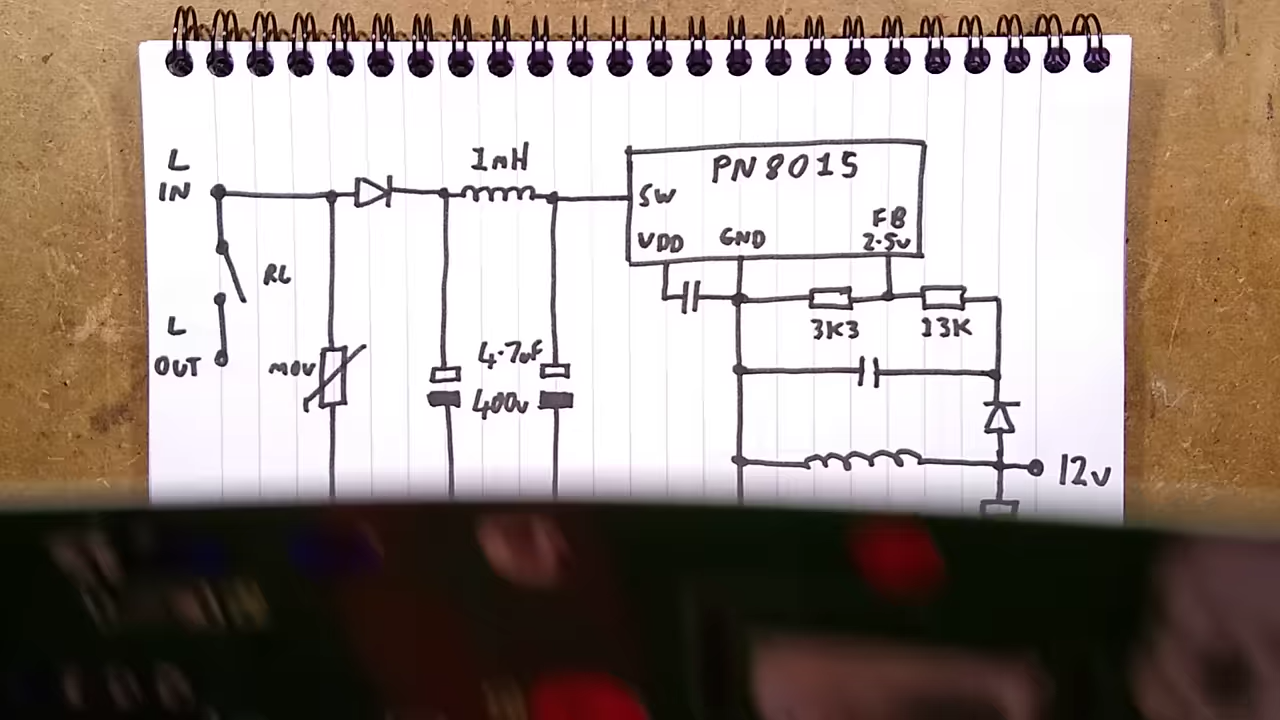 L
IN
1mH
PN8015
SW
VDD
GND
FB
2.5v
RL
L
OUT
MOV
4.7uF
400v
3K3
13K
12v